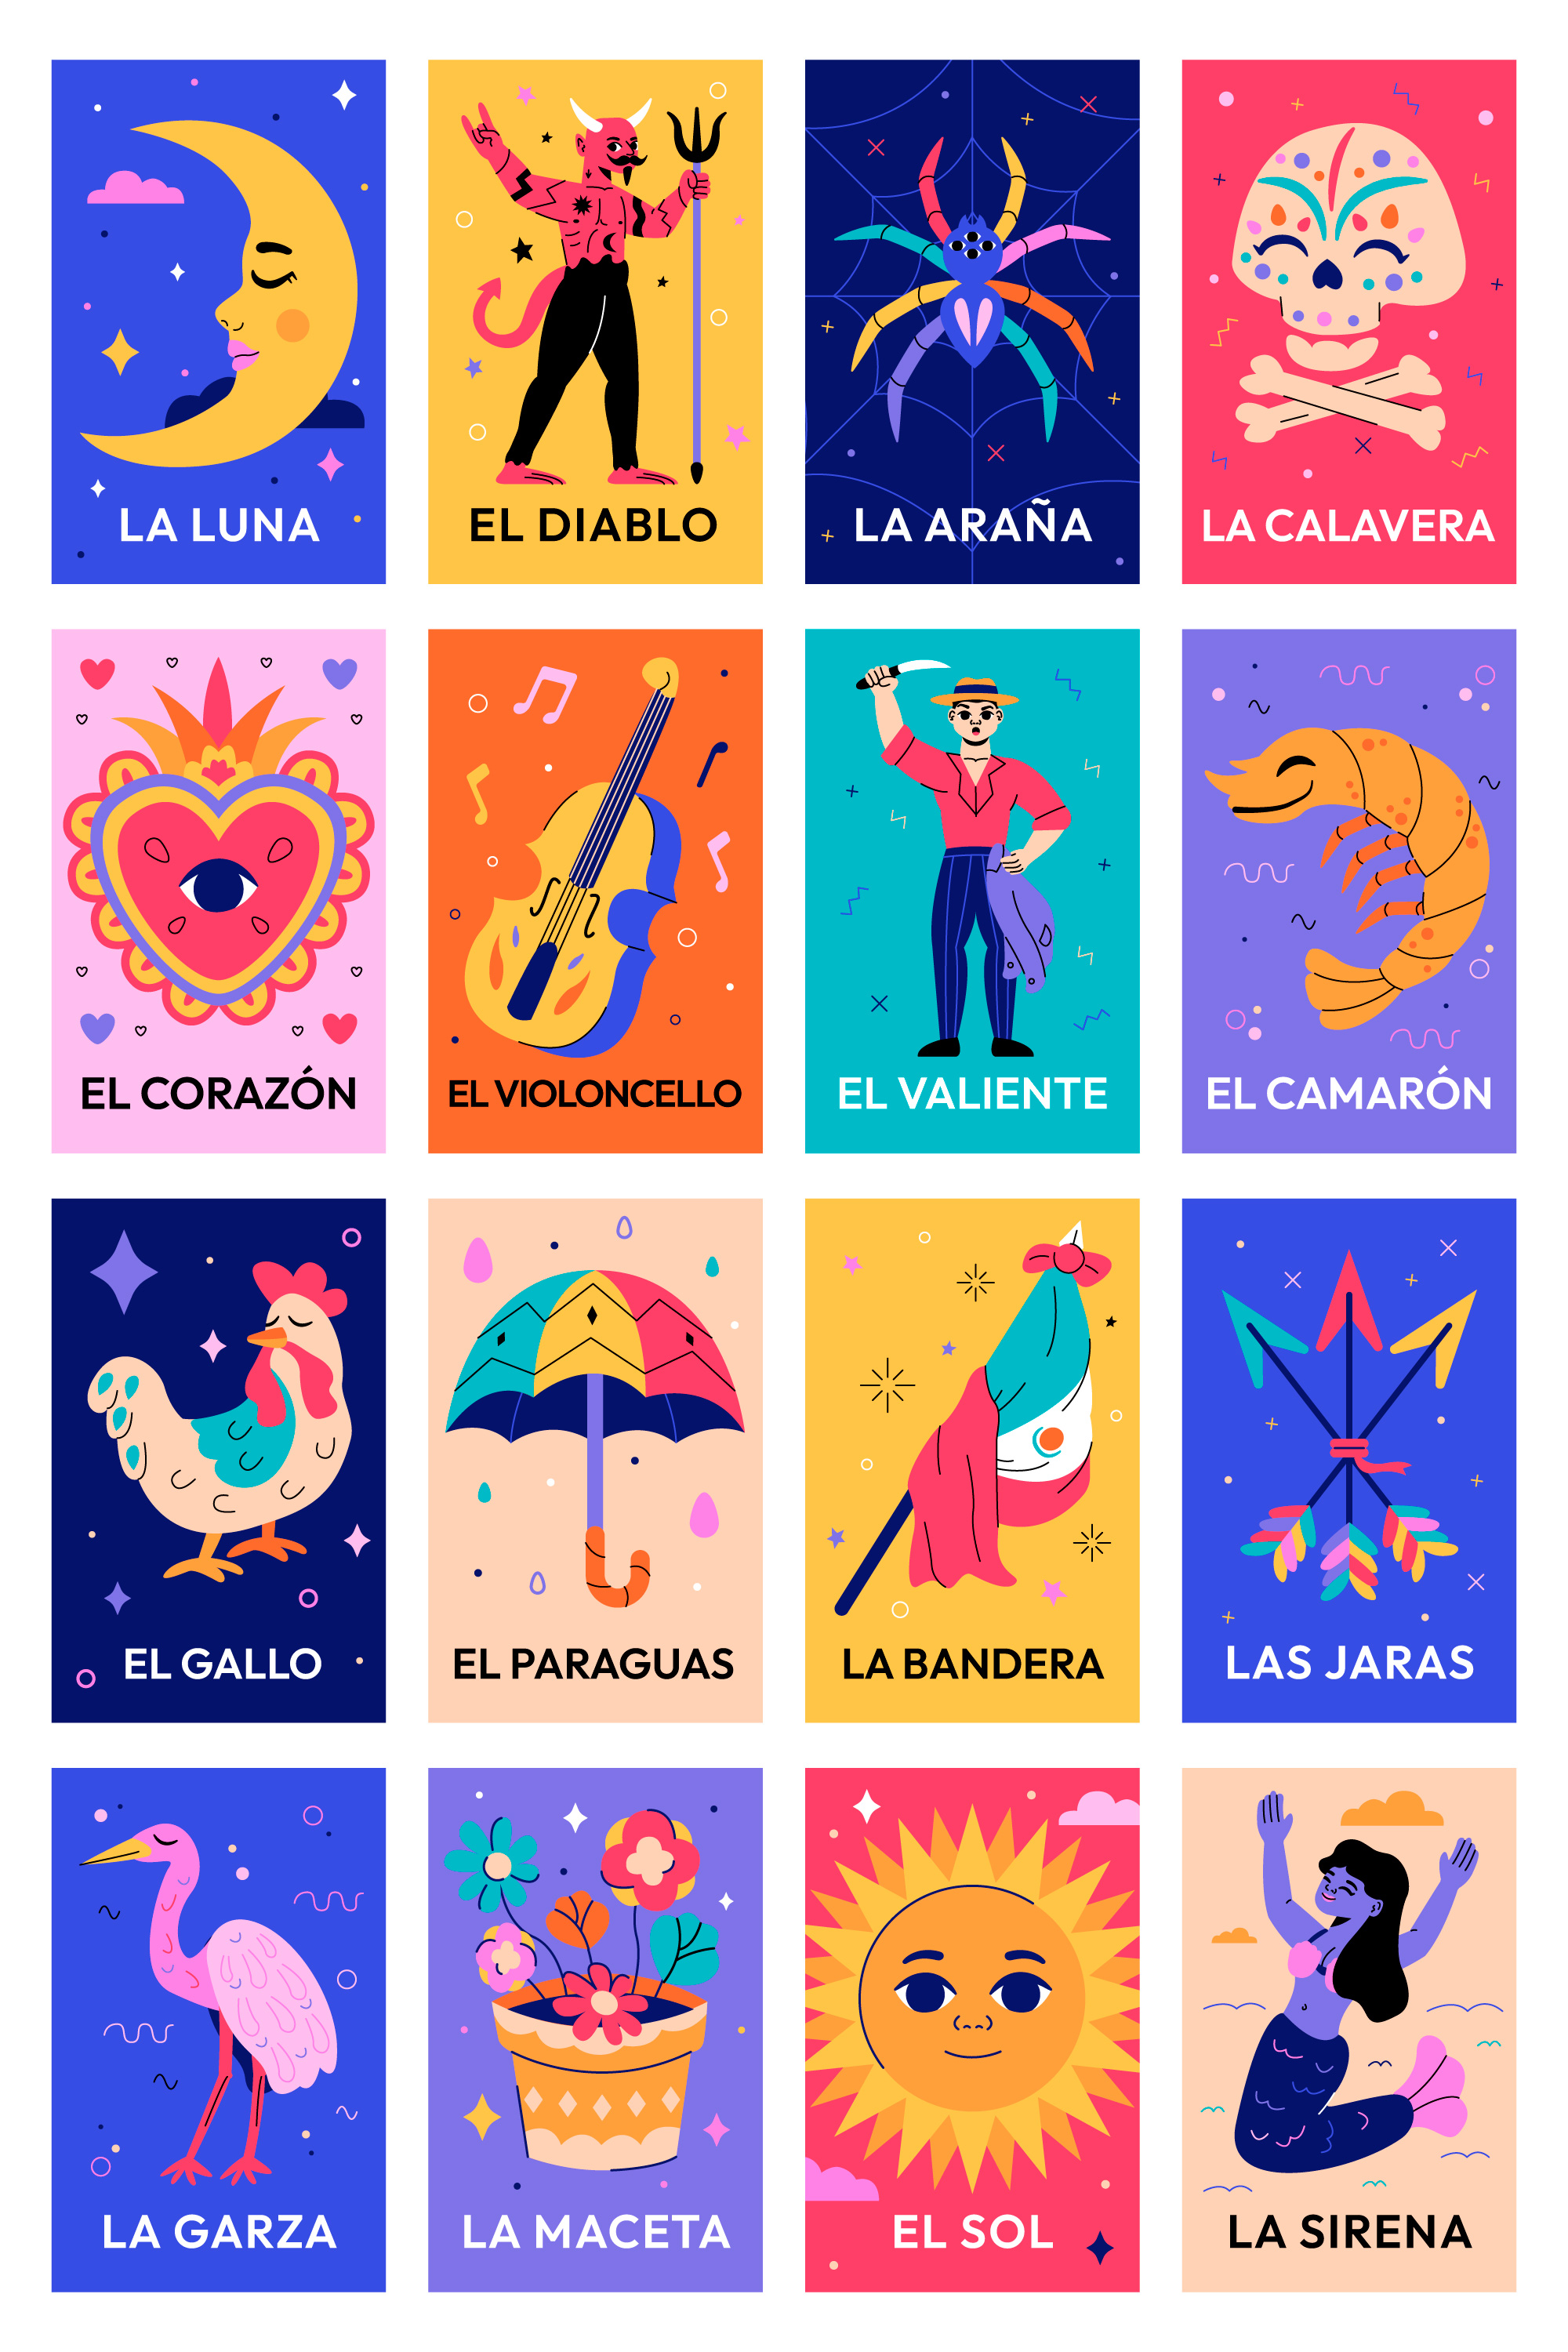 LA LUNA
EL DIABLO
LA ARAÑA
LA CALAVERA
EL CORAZÓN
EL VIOLONCELLO
EL VALIENTE
EL CAMARÓN
EL GALLO
EL PARAGUAS
LA BANDERA
LAS JARAS
LA GARZA
LA MACETA
EL SOL
LA SIRENA